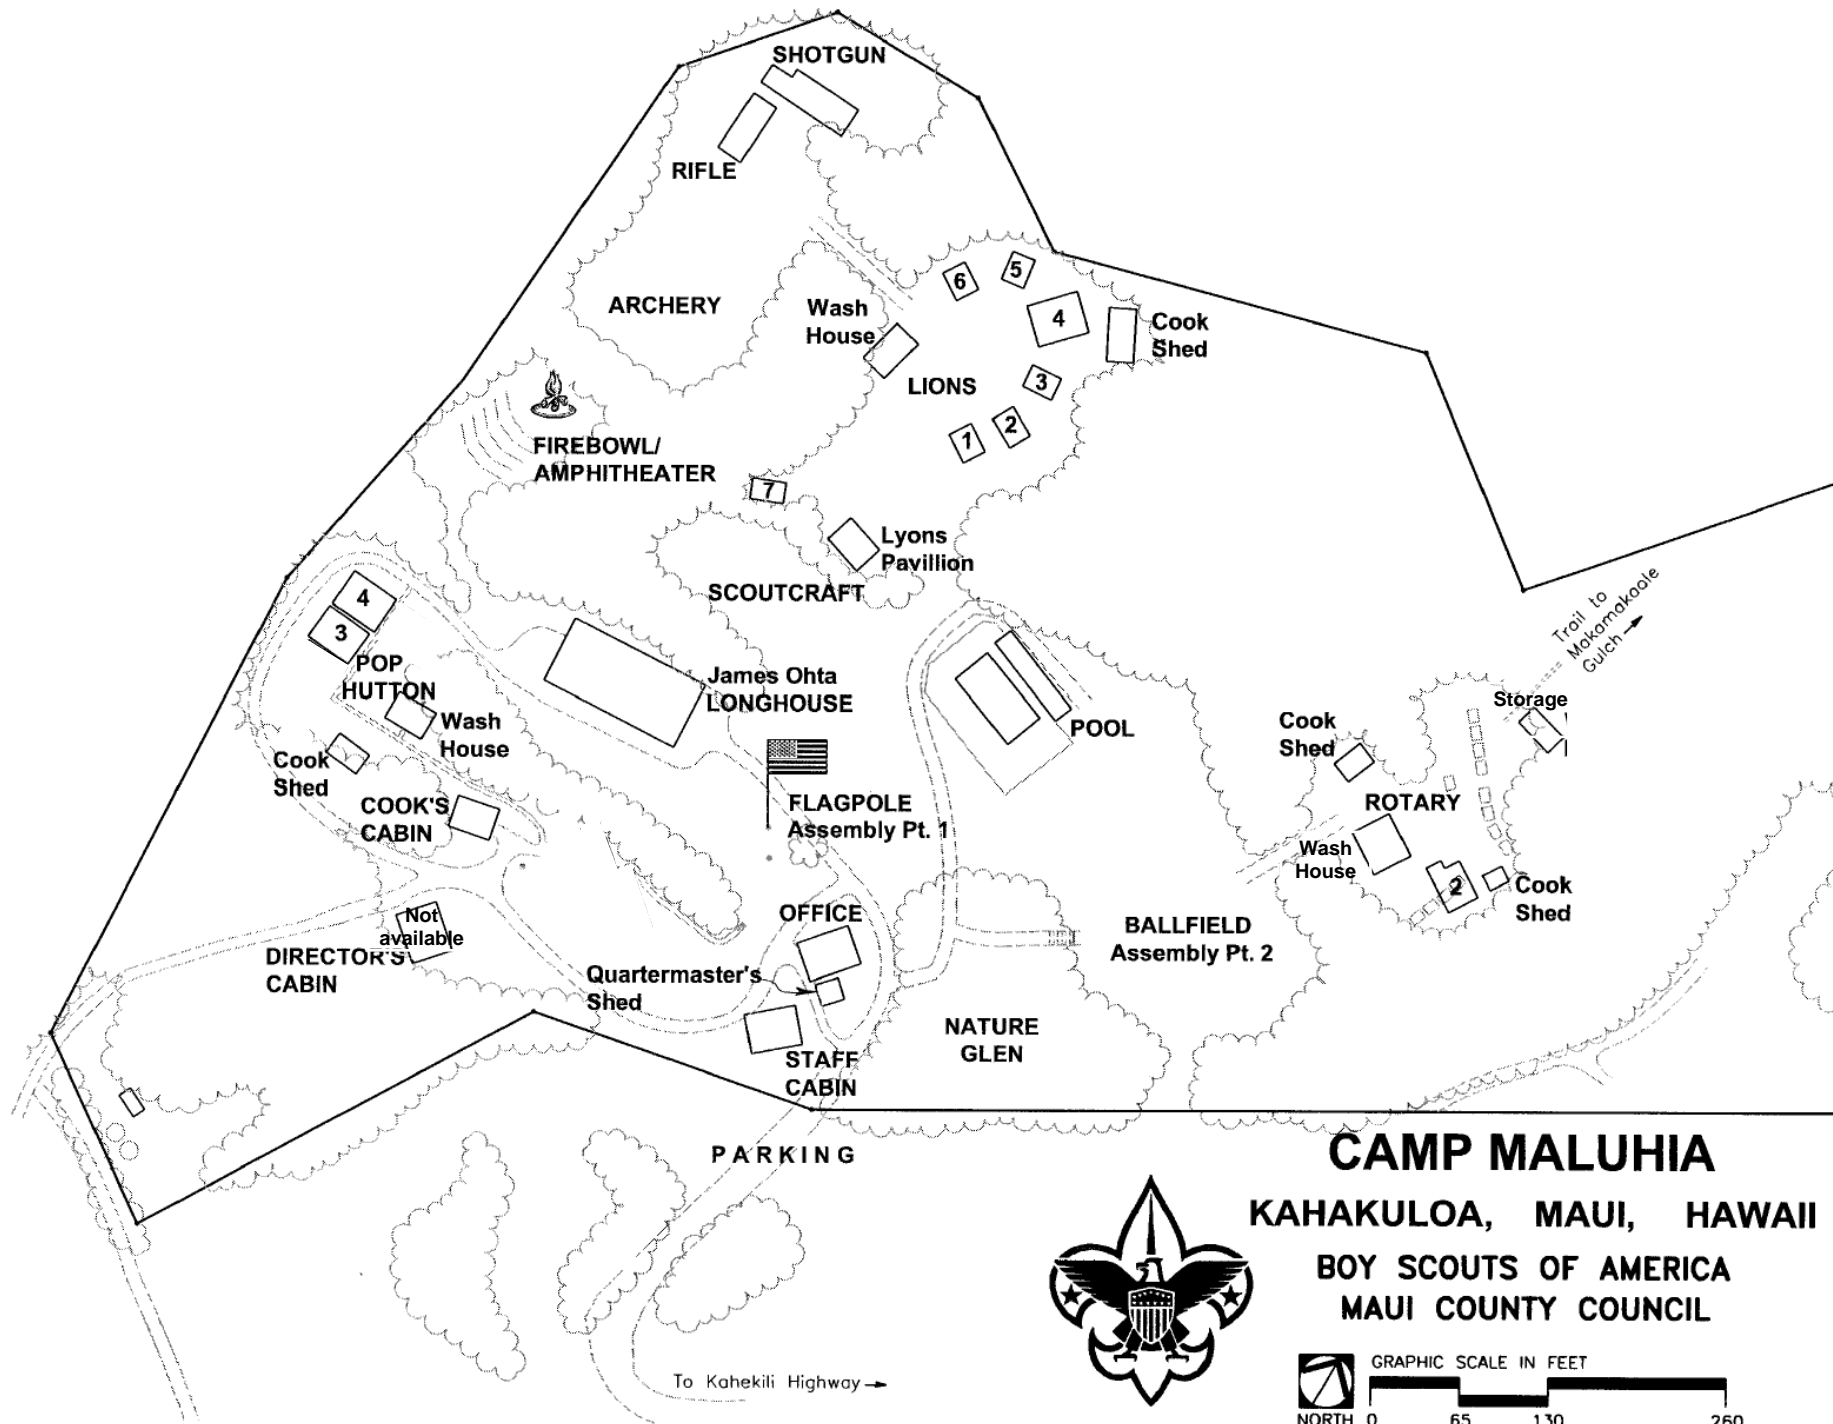 SHOTGUN
RIFLE
ARCHERY
Wash
House
6
5
4
Cook
Shed
LIONS
3
2
1
FIREBOWL/
AMPHITHEATER
7
Lyons
Pavillion
SCOUTCRAFT
4
3
POP
HUTTON
Wash
House
Cook
Shed
COOK'S
CABIN
James Ohta
LONGHOUSE
FLAGPOLE
Assembly Pt. 1
POOL
Trail to
Makamakaole
Gulch
Storage
Cook
Shed
ROTARY
Wash
House
2
Cook
Shed
Not
available
DIRECTOR'S
CABIN
OFFICE
Quartermaster's
Shed
STAFF
CABIN
BALLFIELD
Assembly Pt. 2
NATURE
GLEN
PARKING
To Kahekili Highway
CAMP MALUHIA
KAHAKULOA, MAUI, HAWAII
BOY SCOUTS OF AMERICA
MAUI COUNTY COUNCIL
GRAPHIC SCALE IN FEET
NORTH 0 65 130 260